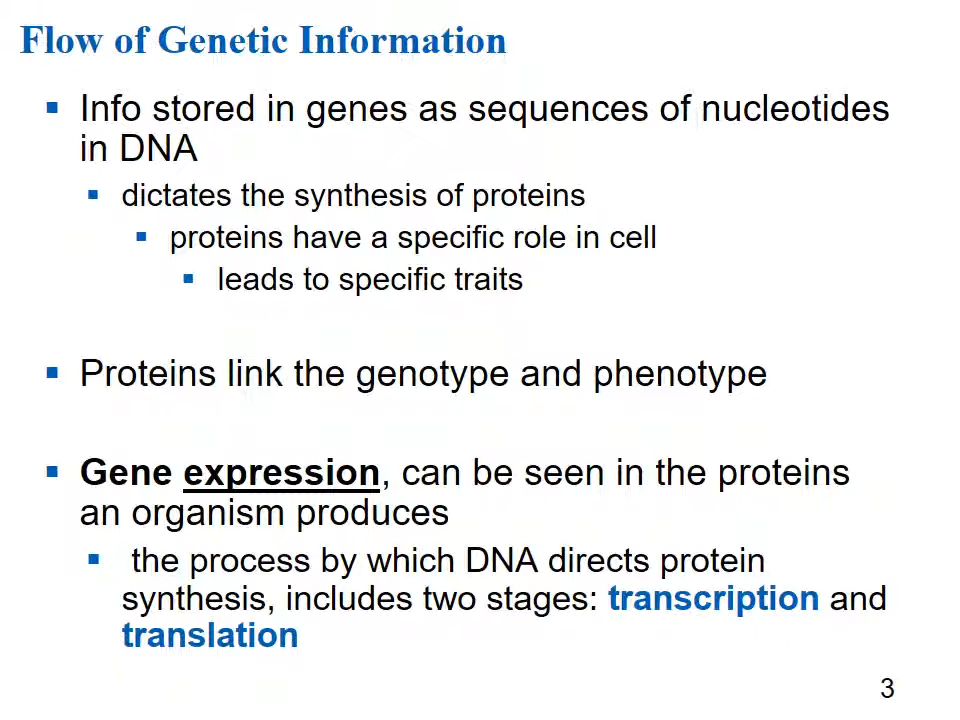 Flow of Genetic Information
▪ Info stored in genes as sequences of nucleotides
in DNA
▪ dictates the synthesis of proteins
▪ proteins have a specific role in cell
▪ leads to specific traits
▪ Proteins link the genotype and phenotype
▪ Gene expression, can be seen in the proteins
an organism produces
▪ the process by which DNA directs protein
synthesis, includes two stages: transcription and
translation
3